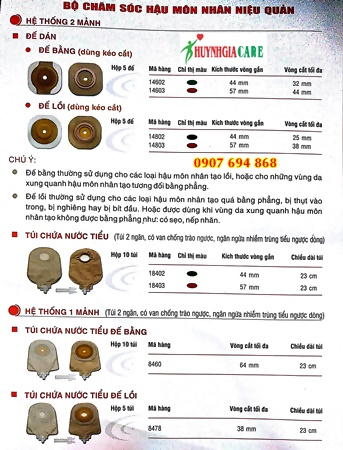 BỘ CHĂM SÓC HẬU MÔN NHÂN NIỆU QUẢN
HUYNHGIA CARE
HỆ THỐNG 2 MẢNH
ĐẾ DÁN
ĐẾ BẰNG (dùng kéo cắt)
Hộp 5 đế
Mã hàng Chỉ thị màu Kích thước vòng gắn Vòng cắt tối đa
14602 44 mm 32 mm
14603 57 mm 44 mm
ĐẾ LỒI (dùng kéo cắt)
Hộp 5 đế
Mã hàng Chỉ thị màu Kích thước vòng gắn Vòng cắt tối đa
14802 44 mm 25 mm
14803 57 mm 38 mm
CHÚ Ý:
0907 694 868
Đế bằng thường sử dụng cho các loại hậu môn nhân tạo lồi, hoặc cho những vùng da
xung quanh hậu môn nhân tạo tương đối bằng phẳng.
Đế lồi thường sử dụng cho các loại hậu môn nhân tạo quá bằng phẳng, bị thụt vào
trong, bị nghiêng hay bị bít đầu. Hoặc được dùng khi vùng da xung quanh hậu môn
nhân tạo không được bằng phẳng như: có sẹo, nếp nhăn.
TÚI CHỨA NƯỚC TIỂU (Túi 2 ngăn, có van chống trào ngược, ngăn ngừa nhiễm trùng tiểu ngược dòng)
Hộp 10 túi
Mã hàng Chỉ thị màu Kích thước vòng gắn Chiều dài túi
18402 44 mm 23 cm
18403 57 mm 23 cm
HỆ THỐNG 1 MẢNH (Túi 2 ngăn, có van chống trào ngược, ngăn ngừa nhiễm trùng tiểu ngược dòng)
TÚI CHỨA NƯỚC TIỂU ĐẾ BẰNG
Hộp 10 túi
Mã hàng Vòng cắt tối đa Chiều dài túi
8460 64 mm 23 cm
TÚI CHỨA NƯỚC TIỂU ĐẾ LỒI
Hộp 5 túi
Mã hàng Vòng cắt tối đa Chiều dài túi
8478 38 mm 23 cm